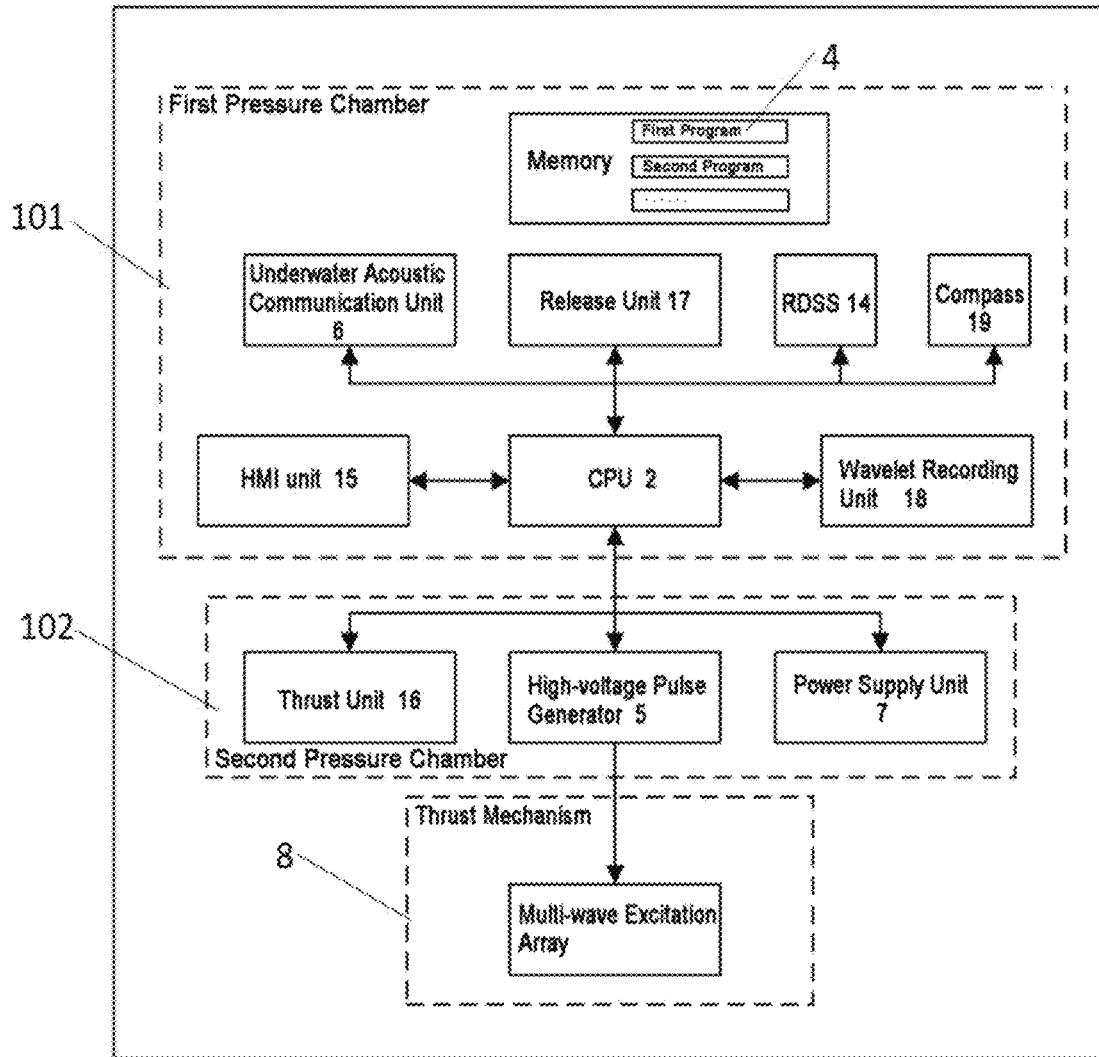 4
First Pressure Chamber
First Program
Memory
Second Program
......
101
Underwater Acoustic
Communication Unit
6
Release Unit 17
RDSS 14
Compass
19
HMI unit 15
CPU 2
Wavelet Recording
Unit 18
102
Thrust Unit 16
High-voltage Pulse
Generator 5
Power Supply Unit
7
Second Pressure Chamber
Thrust Mechanism
8
Multi-wave Excitation
Array